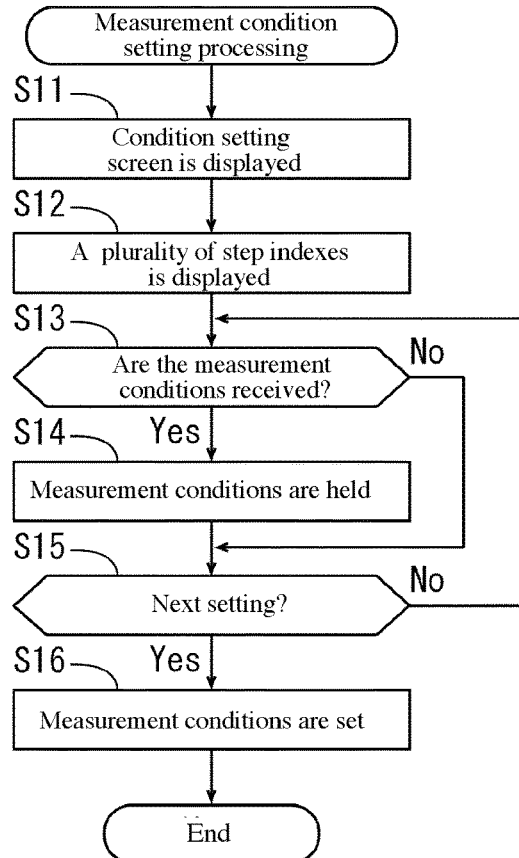 Measurement condition
setting processing
S11
Condition setting
screen is displayed
S12
A plurality of step indexes
is displayed
S13
Are the measurement
conditions received?
No
Yes
S14
Measurement conditions are held
S15
Next setting?
No
Yes
S16
Measurement conditions are set
End